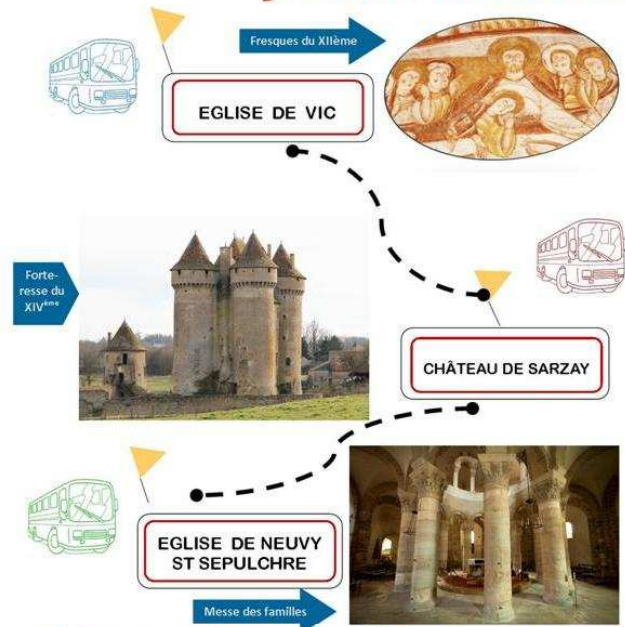 Fresques du XIIème
EGLISE DE VIC
Forte-
resse du
XIVème
CHÂTEAU DE SARZAY
EGLISE DE NEUVY
ST SEPULCHRE
Messe des familles